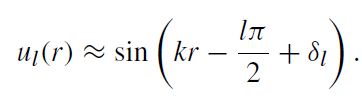 u_l(r) ≈ sin (kr − lπ/2 + δ_l).